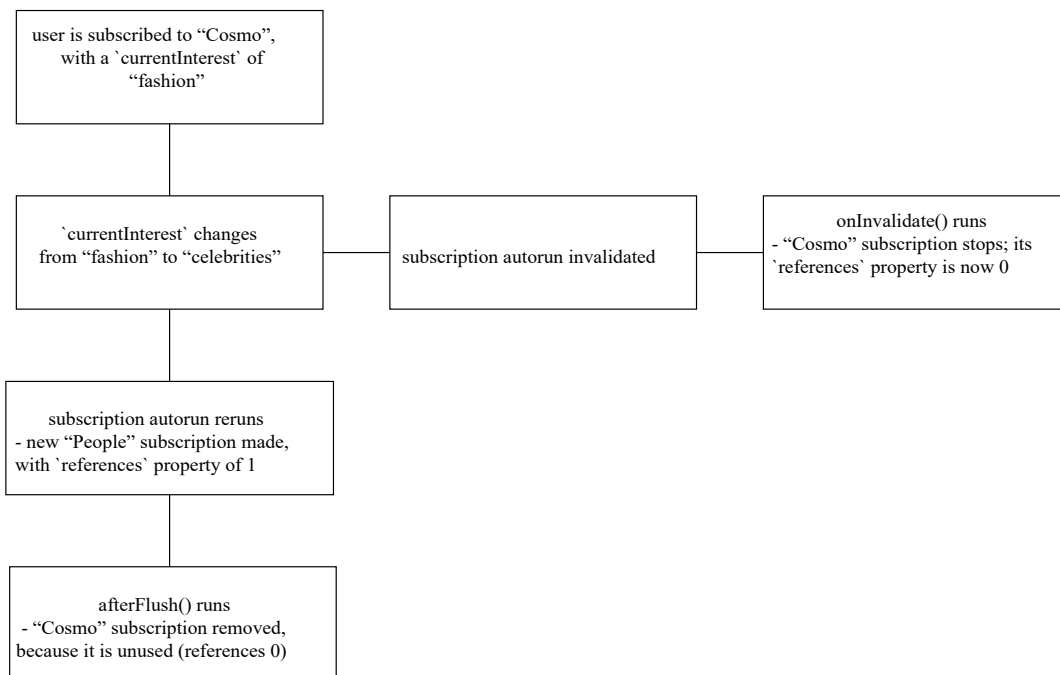 user is subscribed to “Cosmo”,
with a `currentInterest` of
“fashion”
`currentInterest` changes
from “fashion” to “celebrities”
subscription autorun invalidated
onInvalidate() runs
- “Cosmo” subscription stops; its
`references` property is now 0
subscription autorun reruns
- new “People” subscription made,
with `references` property of 1
afterFlush() runs
- “Cosmo” subscription removed,
because it is unused (references 0)